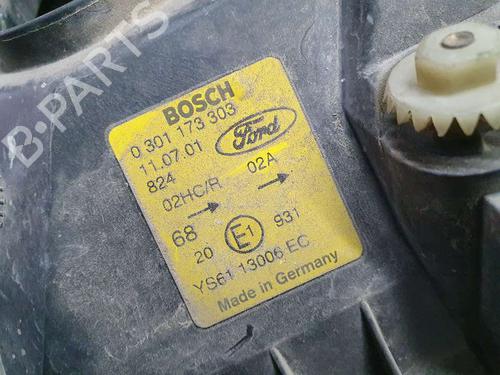 B-PARTS
BOSCH
0 301 173 303
11.07.01
824
Ford
02HC/R 02A
68
20 E1 931
YS61 13006 EC
Made in Germany